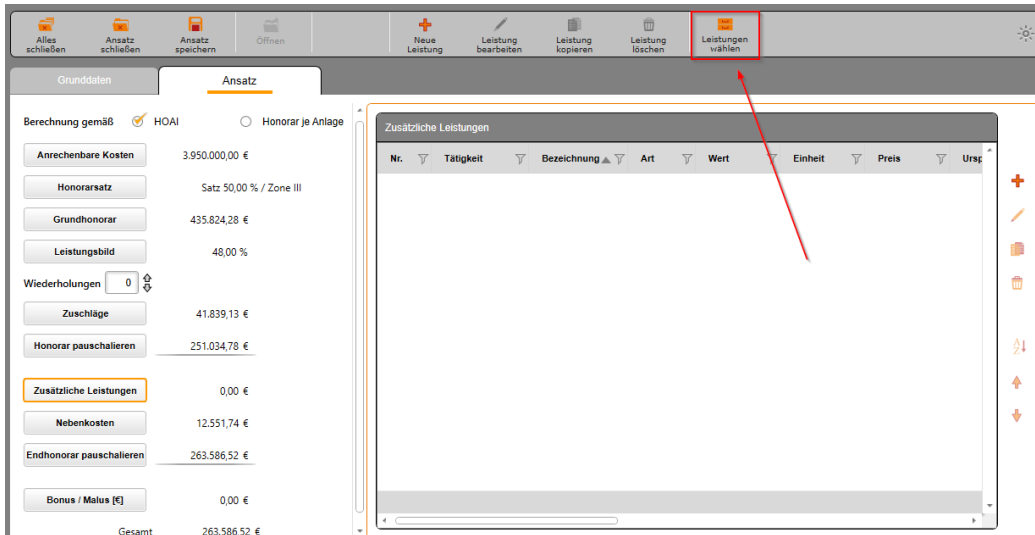 Alles schließen
Ansatz schließen
Ansatz speichern
Öffnen
Neue Leistung
Leistung bearbeiten
Leistung kopieren
Leistung löschen
Leistungen wählen
Grunddaten
Ansatz
Berechnung gemäß HOAI Honorar je Anlage
Anrechenbare Kosten 3.950.000,00 €
Honorarsatz Satz 50,00 % / Zone III
Grundhonorar 435.824,28 €
Leistungsbild 48,00 %
Wiederholungen 0
Zuschläge 41.839,13 €
Honorar pauschalieren 251.034,78 €
Zusätzliche Leistungen 0,00 €
Nebenkosten 12.551,74 €
Endhonorar pauschalieren 263.586,52 €
Bonus / Malus [€] 0,00 €
Gesamt 263.586,52 €
Zusätzliche Leistungen
Nr. Tätigkeit Bezeichnung Art Wert Einheit Preis Ursp
A
Z